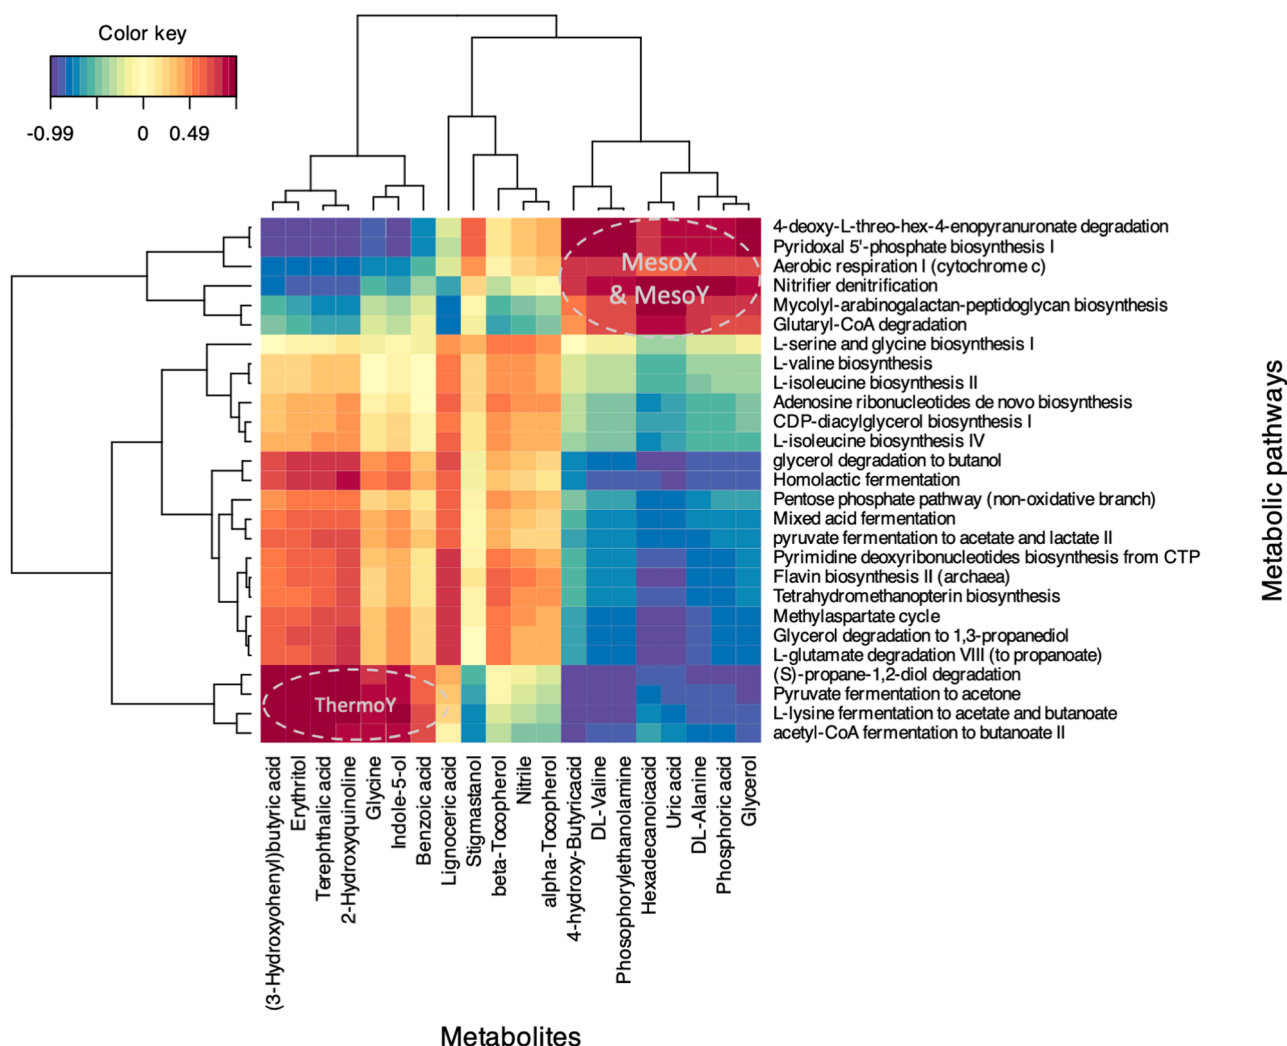 Color key
-0.99 0 0.49
4-deoxy-L-threo-hex-4-enopyranuronate degradation
Pyridoxal 5'-phosphate biosynthesis I
Aerobic respiration I (cytochrome c)
Nitrifier denitrification
Mycolyl-arabinogalactan-peptidoglycan biosynthesis
Glutaryl-CoA degradation
L-serine and glycine biosynthesis I
L-valine biosynthesis
L-isoleucine biosynthesis II
Adenosine ribonucleotides de novo biosynthesis
CDP-diacylglycerol biosynthesis I
L-isoleucine biosynthesis IV
glycerol degradation to butanol
Homolactic fermentation
Pentose phosphate pathway (non-oxidative branch)
Mixed acid fermentation
pyruvate fermentation to acetate and lactate II
Pyrimidine deoxyribonucleotides biosynthesis from CTP
Flavin biosynthesis II (archaea)
Tetrahydromethanopterin biosynthesis
Methylaspartate cycle
Glycerol degradation to 1,3-propanediol
L-glutamate degradation VIII (to propanoate)
(S)-propane-1,2-diol degradation
Pyruvate fermentation to acetone
L-lysine fermentation to acetate and butanoate
acetyl-CoA fermentation to butanoate II
MesoX
& MesoY
ThermoY
Metabolic pathways
(3-Hydroxyohenyl)butyric acid
Erythritol
Terephthalic acid
2-Hydroxyquinoline
Glycine
Indole-5-ol
Benzoic acid
Lignoceric acid
Stigmastanol
beta-Tocopherol
Nitrile
alpha-Tocopherol
4-hydroxy-Butyricacid
DL-Valine
Phosophorylethanolamine
Hexadecanoicacid
Uric acid
DL-Alanine
Phosphoric acid
Glycerol
Metabolites